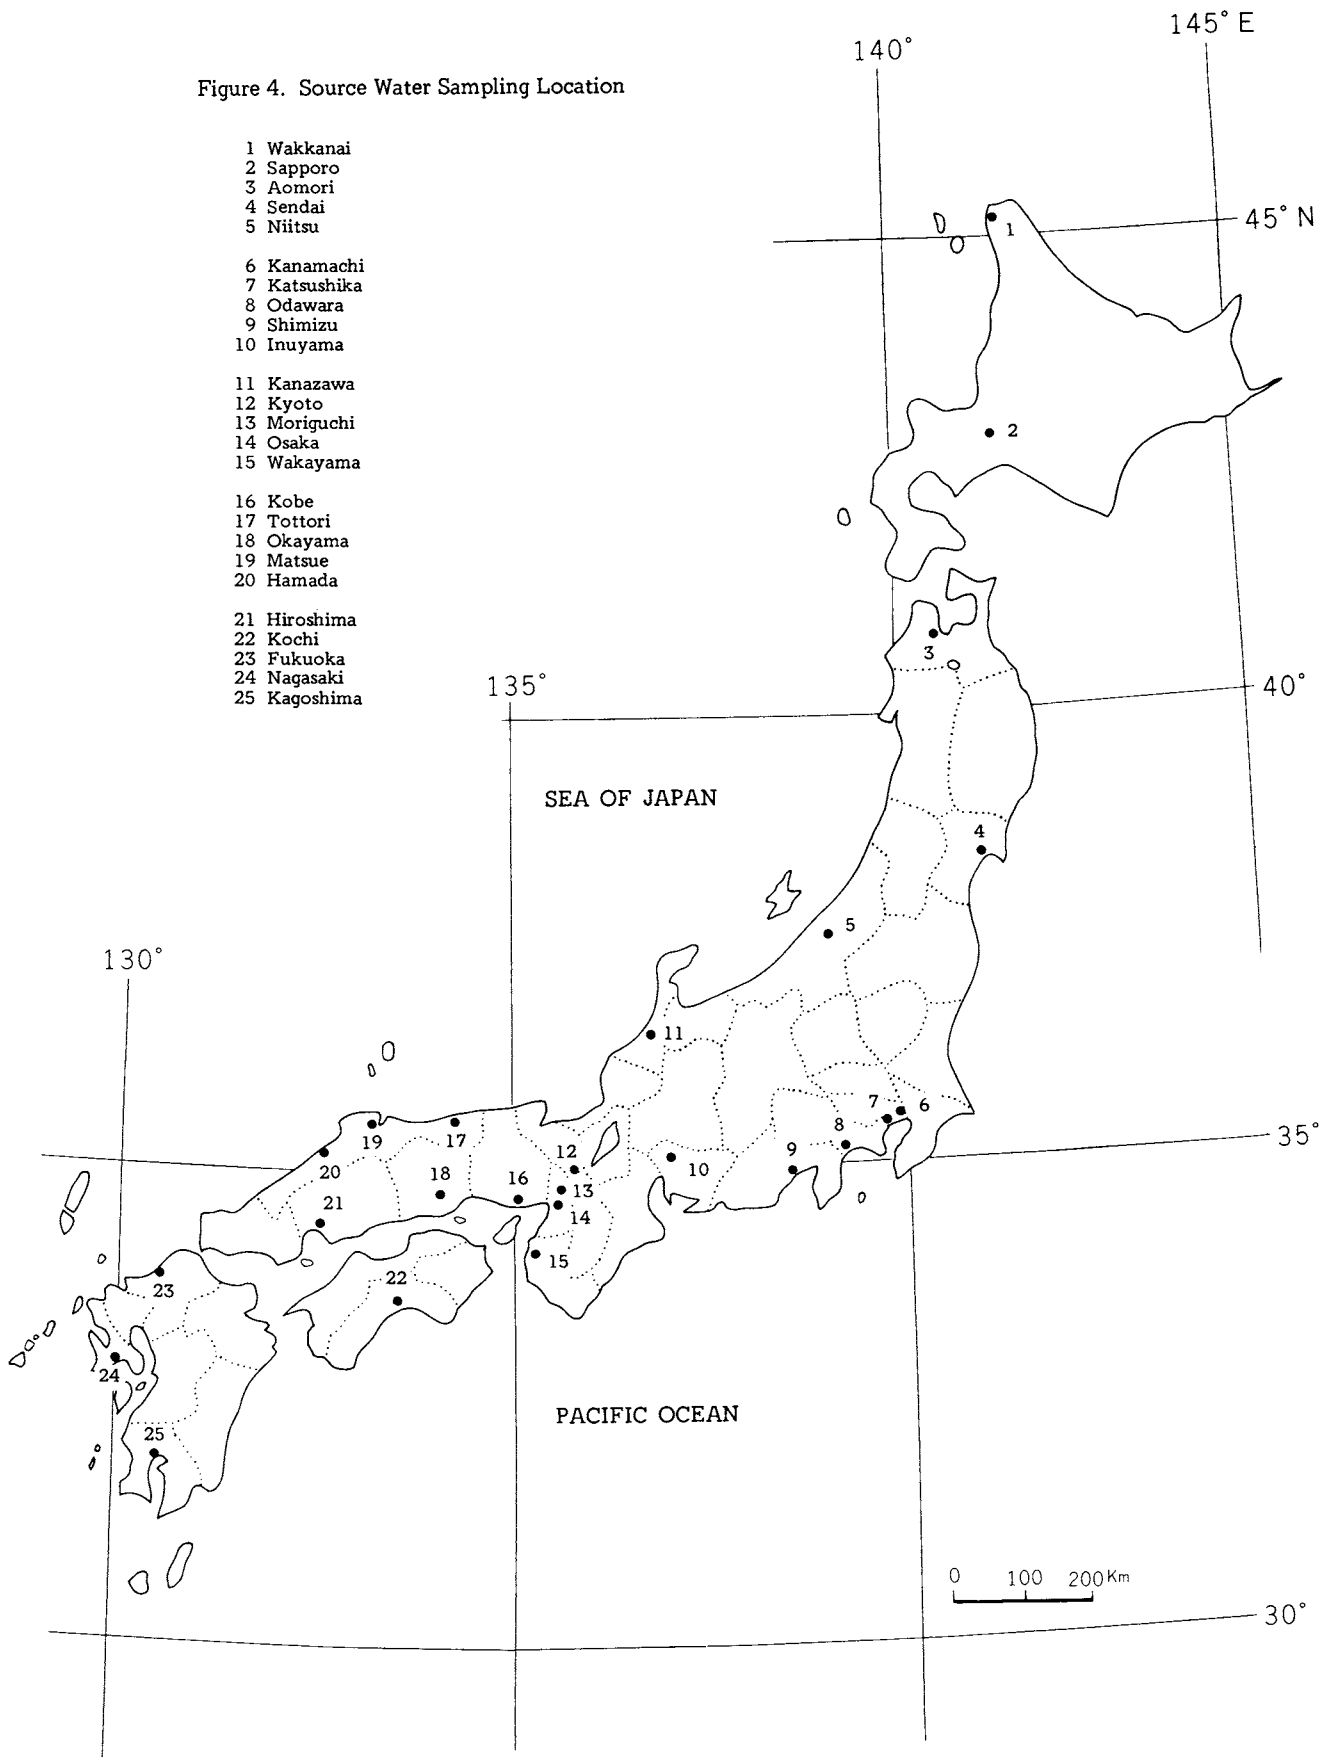 Figure 4. Source Water Sampling Location
1 Wakkanai
2 Sapporo
3 Aomori
4 Sendai
5 Niitsu
6 Kanamachi
7 Katsushika
8 Odawara
9 Shimizu
10 Inuyama
11 Kanazawa
12 Kyoto
13 Moriguchi
14 Osaka
15 Wakayama
16 Kobe
17 Tottori
18 Okayama
19 Matsue
20 Hamada
21 Hiroshima
22 Kochi
23 Fukuoka
24 Nagasaki
25 Kagoshima
145° E
140°
45° N
1
2
3
135°
40°
SEA OF JAPAN
4
5
130°
11
7
6
35°
19
17
8
12
9
20
18
16
10
13
21
14
15
22
23
24
PACIFIC OCEAN
25
0 100 200 Km
30°